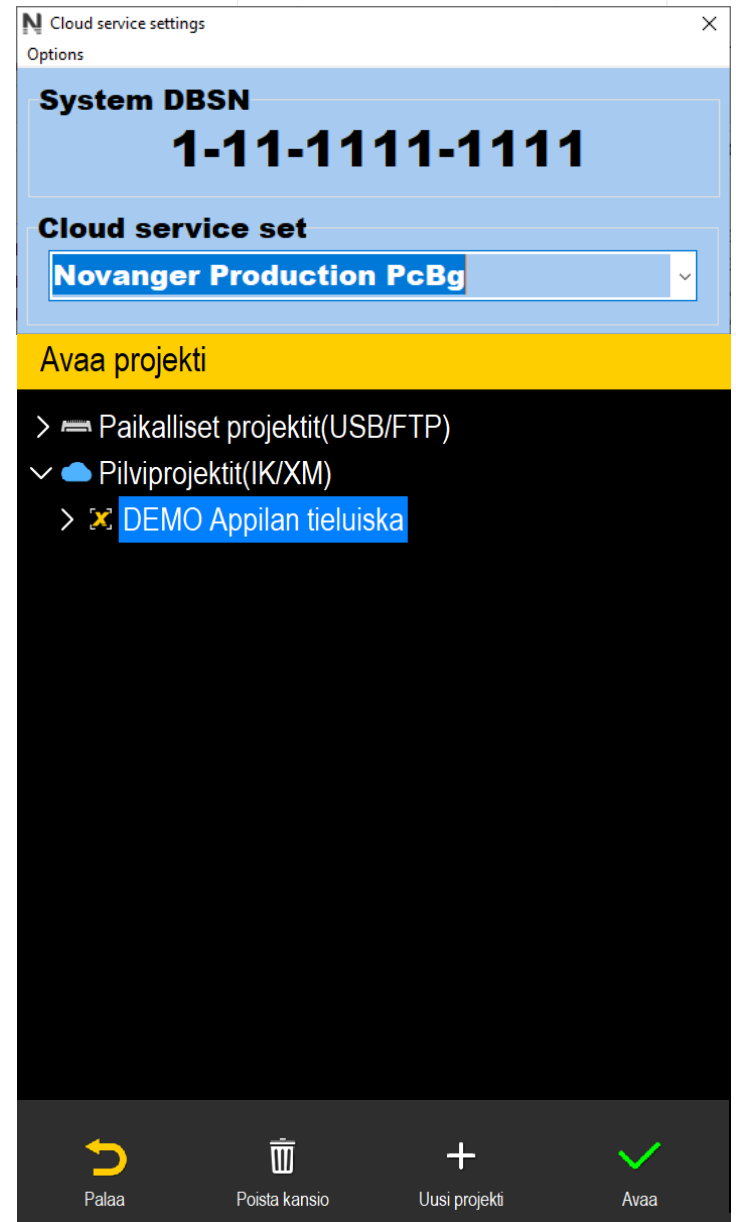 Cloud service settings
Options
System DBSN
1-11-1111-1111
Cloud service set
Novanger Production PcBg
Avaa projekti
Paikalliset projektit(USB/FTP)
Pilviprojektit(IK/XM)
DEMO Appilan tieluiska
Palaa
Poista kansio
Uusi projekti
Avaa